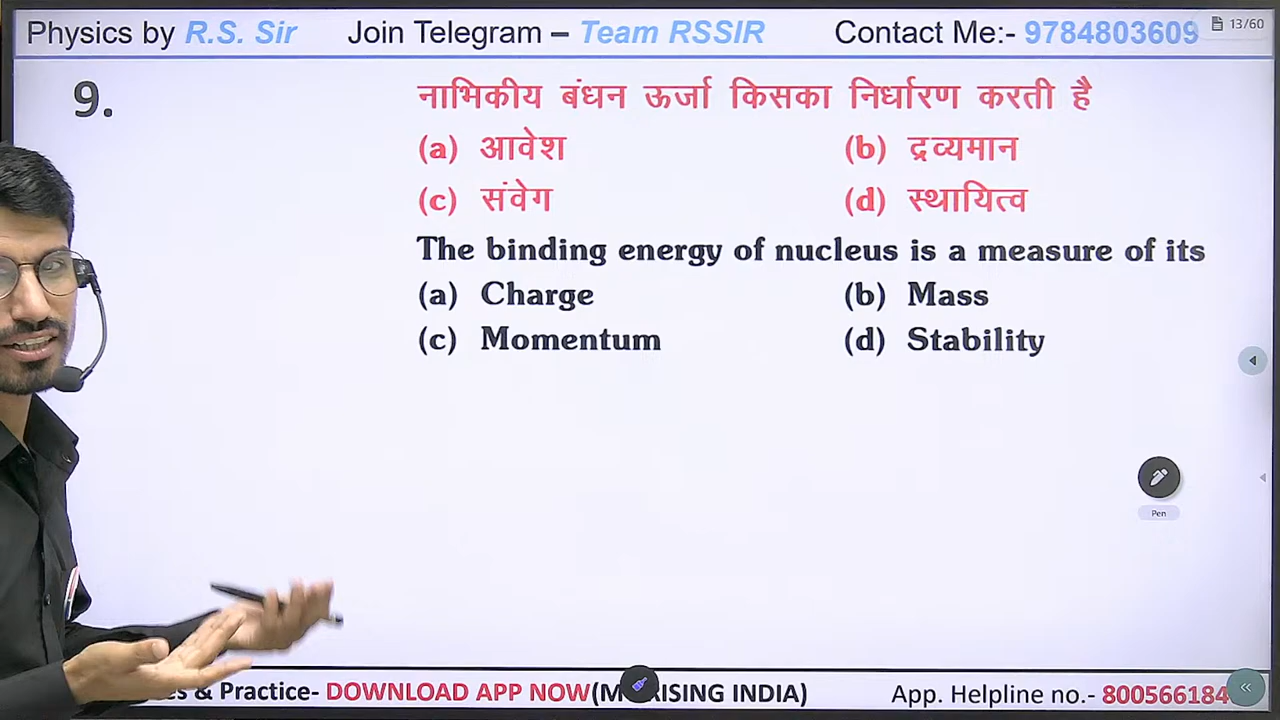 Physics by R.S. Sir Join Telegram – Team RSSIR Contact Me:- 9784803609 13/60
9. नाभिकीय बंधन ऊर्जा किसका निर्धारण करती है
(a) आवेश (b) द्रव्यमान
(c) संवेग (d) स्थायित्व
The binding energy of nucleus is a measure of its
(a) Charge (b) Mass
(c) Momentum (d) Stability
Pen
& Practice- DOWNLOAD APP NOW INDIA) App. Helpline no.-